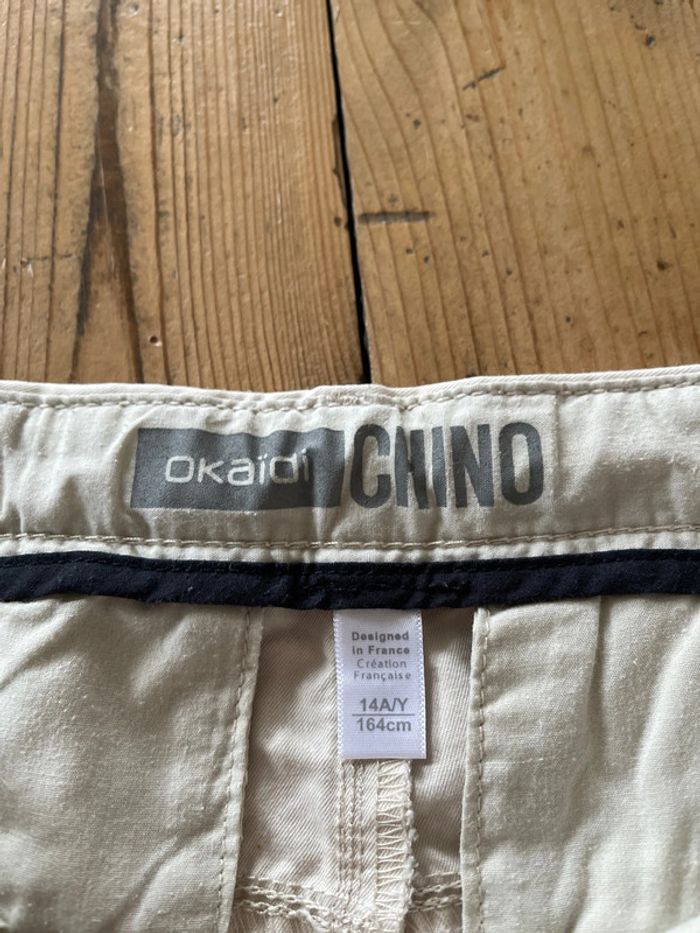 okaïdi CHINO
Designed
in France
Création
Française
14A/Y
164cm